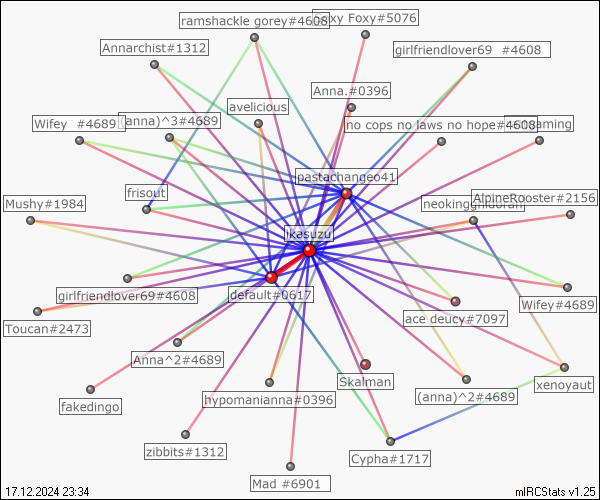 ramshackle gorey#4608
Foxy Foxy#5076
Annarchist#1312
girlfriendlover69 #4608
Anna.#0396
avelicious
Wifey #4689
(anna)^3#4689
no cops no laws no hope#4608
pastachange041
frisout
AlpineRooster#2156
Mushy#1984
ikasuzu
default#0617
girlfriendlover69#4608
Wifey#4689
ace deucy#7097
Toucan#2473
Anna^2#4689
Skalman
xenoyaut
(anna)^2#4689
hypomanianna#0396
fakedingo
zibbits#1312
Cypha#1717
Mad #6901
17.12.2024 23:34
mIRCStats v1.25